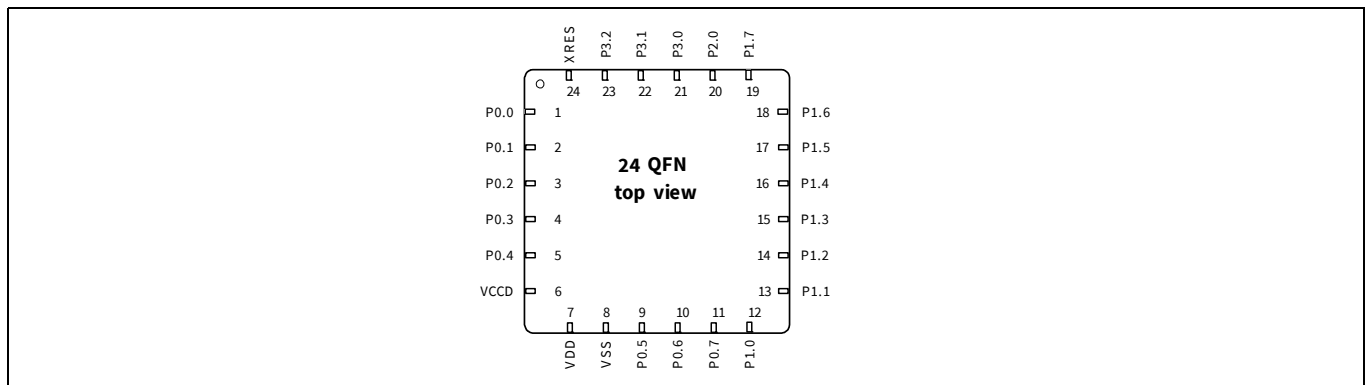 XRES P3.2 P3.1 P3.0 P2.0 P1.7
24 23 22 21 20 19
P0.0 1 18 P1.6
P0.1 2 17 P1.5
24 QFN
P0.2 3 16 P1.4
top view
P0.3 4 15 P1.3
P0.4 5 14 P1.2
VCCD 6 13 P1.1
7 8 9 10 11 12
VDD VSS P0.5 P0.6 P0.7 P1.0